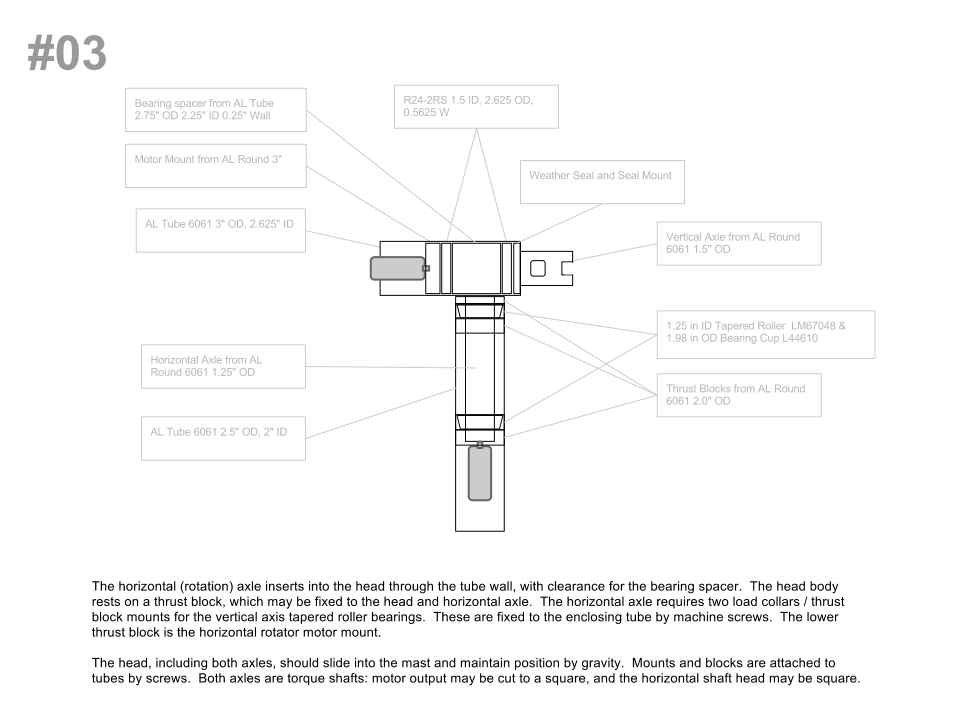 #03
Bearing spacer from AL Tube
2.75" OD 2.25" ID 0.25" Wall
R24-2RS 1.5 ID, 2.625 OD,
0.5625 W
Motor Mount from AL Round 3"
Weather Seal and Seal Mount
AL Tube 6061 3" OD, 2.625" ID
Vertical Axle from AL Round
6061 1.5" OD
1.25 in ID Tapered Roller  LM67048 &
1.98 in OD Bearing Cup L44610
Horizontal Axle from AL
Round 6061 1.25" OD
Thrust Blocks from AL Round
6061 2.0" OD
AL Tube 6061 2.5" OD, 2" ID
The horizontal (rotation) axle inserts into the head through the tube wall, with clearance for the bearing spacer.  The head body
rests on a thrust block, which may be fixed to the head and horizontal axle.  The horizontal axle requires two load collars / thrust
block mounts for the vertical axis tapered roller bearings.  These are fixed to the enclosing tube by machine screws.  The lower
thrust block is the horizontal rotator motor mount.
The head, including both axles, should slide into the mast and maintain position by gravity.  Mounts and blocks are attached to
tubes by screws.  Both axles are torque shafts: motor output may be cut to a square, and the horizontal shaft head may be square.